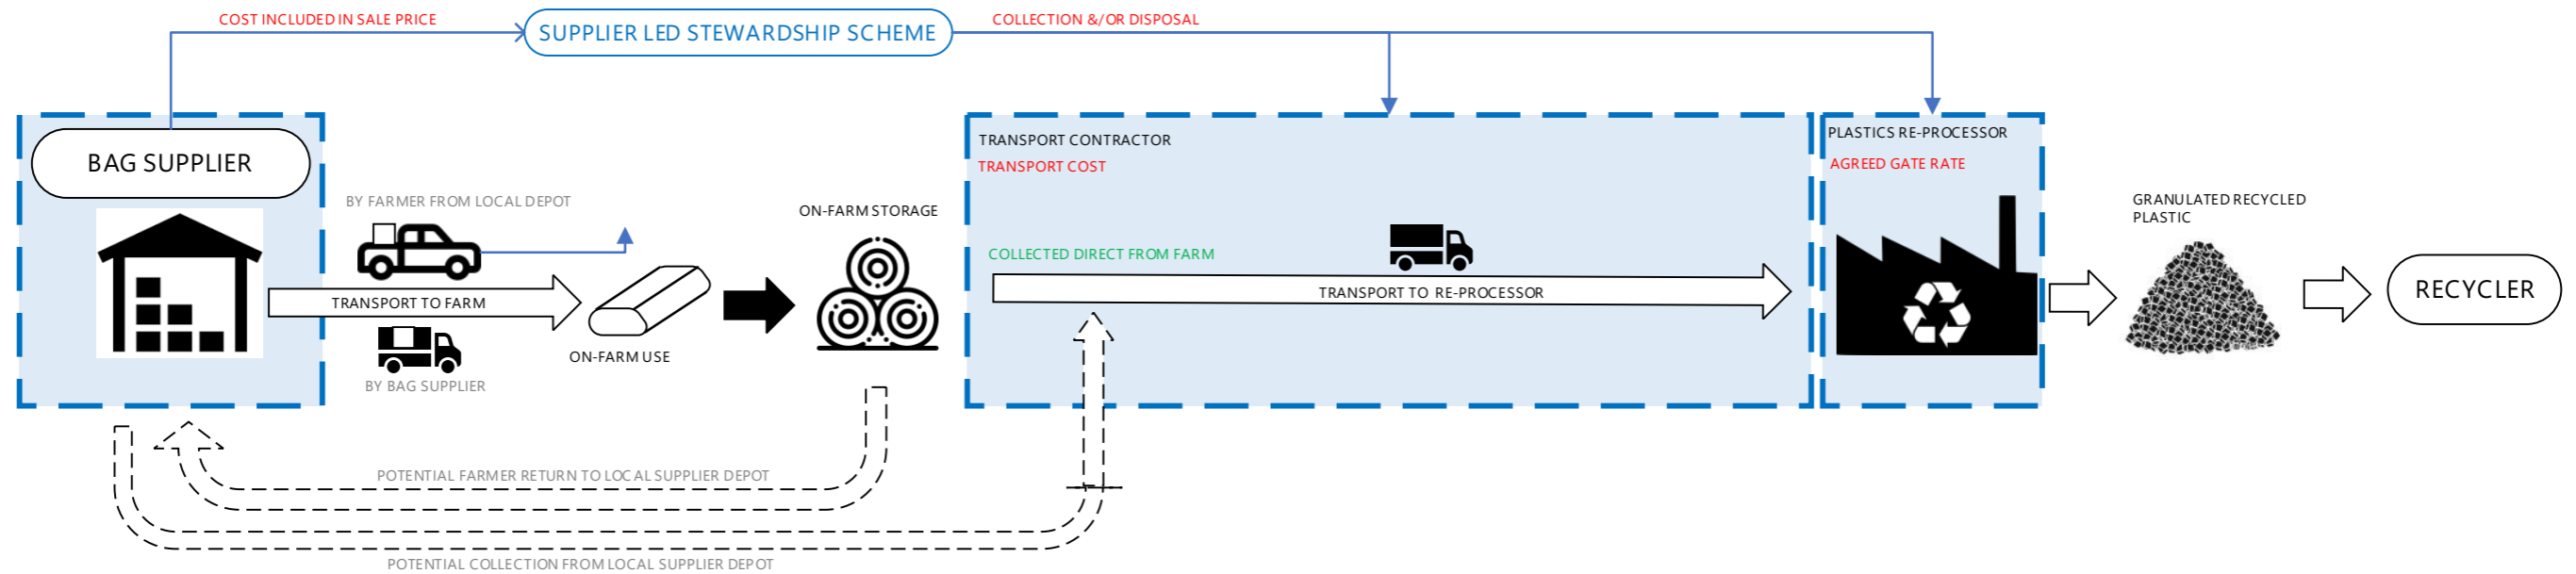 COST INCLUDED IN SALE PRICE
SUPPLIER LED STEWARDSHIP SCHEME
COLLECTION &/OR DISPOSAL
BAG SUPPLIER
BY FARMER FROM LOCAL DEPOT
TRANSPORT TO FARM
BY BAG SUPPLIER
ON-FARM USE
ON-FARM STORAGE
TRANSPORT CONTRACTOR
TRANSPORT COST
COLLECTED DIRECT FROM FARM
TRANSPORT TO RE-PROCESSOR
PLASTICS RE-PROCESSOR
AGREED GATE RATE
GRANULATED RECYCLED
PLASTIC
RECYCLER
POTENTIAL FARMER RETURN TO LOCAL SUPPLIER DEPOT
POTENTIAL COLLECTION FROM LOCAL SUPPLIER DEPOT